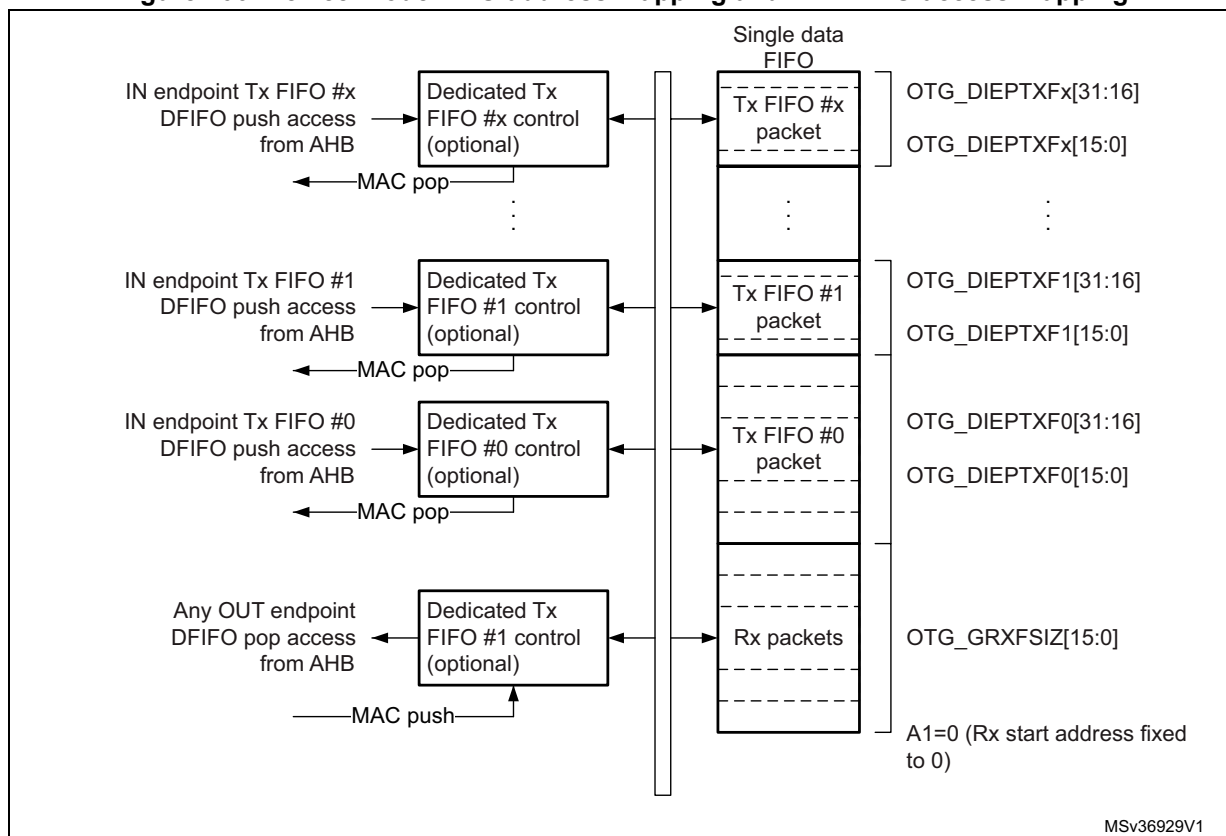 Single data
FIFO
IN endpoint Tx FIFO #x
DFIFO push access
from AHB
Dedicated Tx
FIFO #x control
(optional)
MAC pop
Tx FIFO #x
packet
OTG_DIEPTXFx[31:16]
OTG_DIEPTXFx[15:0]
IN endpoint Tx FIFO #1
DFIFO push access
from AHB
Dedicated Tx
FIFO #1 control
(optional)
MAC pop
Tx FIFO #1
packet
OTG_DIEPTXF1[31:16]
OTG_DIEPTXF1[15:0]
IN endpoint Tx FIFO #0
DFIFO push access
from AHB
Dedicated Tx
FIFO #0 control
(optional)
MAC pop
Tx FIFO #0
packet
OTG_DIEPTXF0[31:16]
OTG_DIEPTXF0[15:0]
Any OUT endpoint
DFIFO pop access
from AHB
Dedicated Tx
FIFO #1 control
(optional)
MAC push
Rx packets
OTG_GRXFSIZ[15:0]
A1=0 (Rx start address fixed
to 0)
MSv36929V1